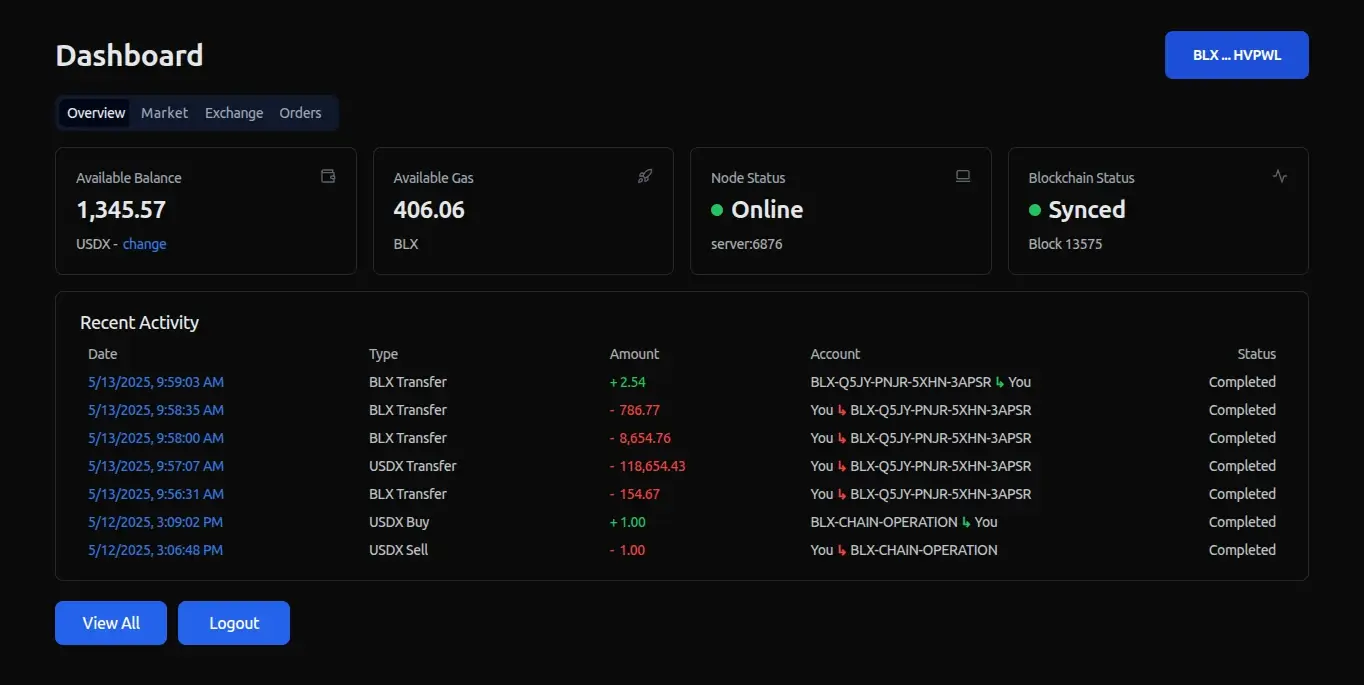 Dashboard
BLX ... HVPWL
Overview Market Exchange Orders
Available Balance
1,345.57
USDX - change
Available Gas
406.06
BLX
Node Status
Online
server:6876
Blockchain Status
Synced
Block 13575
Recent Activity
Date Type Amount Account Status
5/13/2025, 9:59:03 AM BLX Transfer + 2.54 BLX-Q5JY-PNJR-5XHN-3APSR ↳ You Completed
5/13/2025, 9:58:35 AM BLX Transfer - 786.77 You ↳ BLX-Q5JY-PNJR-5XHN-3APSR Completed
5/13/2025, 9:58:00 AM BLX Transfer - 8,654.76 You ↳ BLX-Q5JY-PNJR-5XHN-3APSR Completed
5/13/2025, 9:57:07 AM USDX Transfer - 118,654.43 You ↳ BLX-Q5JY-PNJR-5XHN-3APSR Completed
5/13/2025, 9:56:31 AM BLX Transfer - 154.67 You ↳ BLX-Q5JY-PNJR-5XHN-3APSR Completed
5/12/2025, 3:09:02 PM USDX Buy + 1.00 BLX-CHAIN-OPERATION ↳ You Completed
5/12/2025, 3:06:48 PM USDX Sell - 1.00 You ↳ BLX-CHAIN-OPERATION Completed
View All Logout